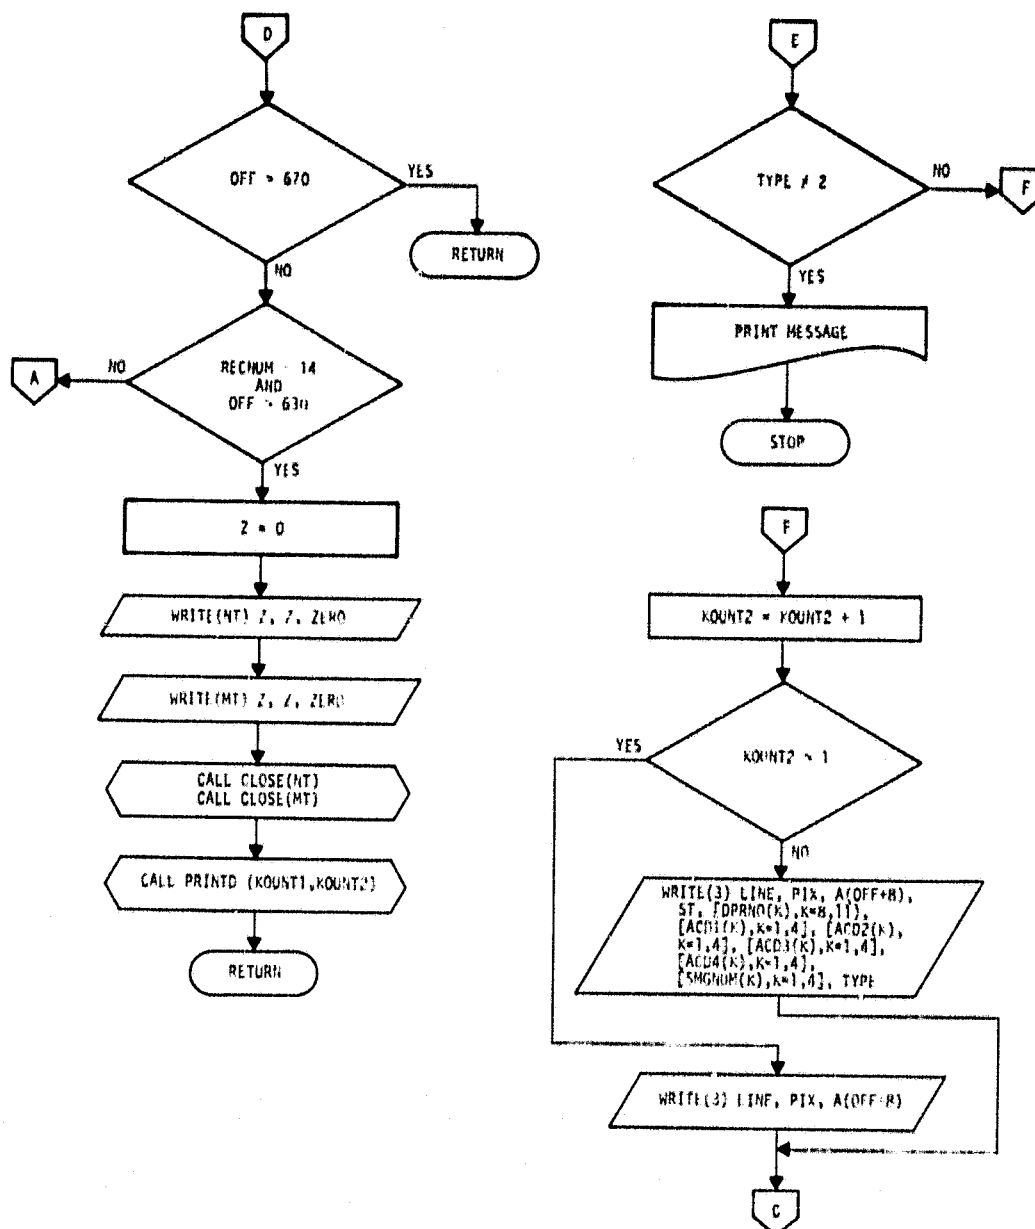 D
OFF > 670
YES
RETURN
NO
RECNUM 14
AND
OFF > 630
NO
A
YES
Z = 0
WRITE(NT) Z, Z, ZERO
WRITE(MT) Z, Z, ZERO
CALL CLOSE(NT)
CALL CLOSE(MT)
CALL PRINTD (KOUNT1,KOUNT2)
RETURN
E
TYPE ≠ 2
NO
F
YES
PRINT MESSAGE
STOP
F
KOUNT2 = KOUNT2 + 1
YES
KOUNT2 1
NO
WRITE(3) LINE, PIX, A(OFF+8),
ST, [DPRNO(K),K=8,11],
[ACD1(K),K=1,4], [ACD2(K),
K=1,4], [ACD3(K),K=1,4],
[ACD4(K),K=1,4],
[SMGNUM(K),K=1,4], TYPE
WRITE(3) LINE, PIX, A(OFF+8)